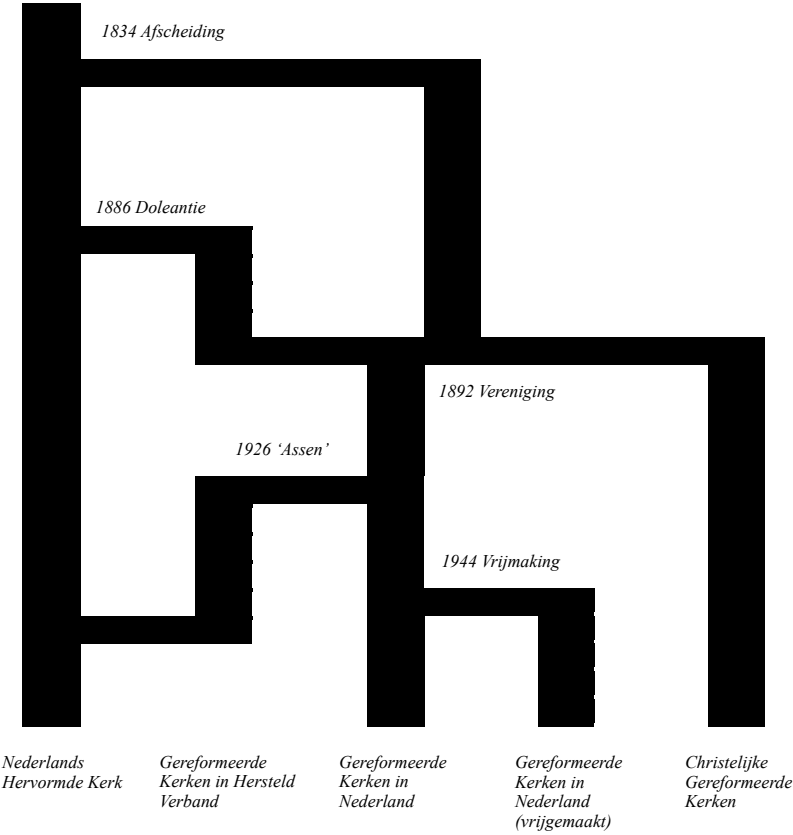 1834 Afscheiding
1886 Doleantie
1892 Vereniging
1926 ‘Assen’
1944 Vrijmaking
Nederlands
Hervormde Kerk
Gereformeerde
Kerken in Hersteld
Verband
Gereformeerde
Kerken in
Nederland
Gereformeerde
Kerken in
Nederland
(vrijgemaakt)
Christelijke
Gereformeerde
Kerken